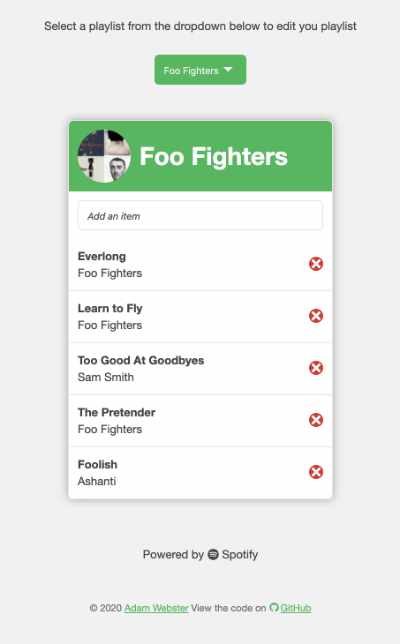 Select a playlist from the dropdown below to edit you playlist
Foo Fighters
Foo Fighters
Add an item
Everlong
Foo Fighters
Learn to Fly
Foo Fighters
Too Good At Goodbyes
Sam Smith
The Pretender
Foo Fighters
Foolish
Ashanti
Powered by Spotify
© 2020 Adam Webster View the code on GitHub